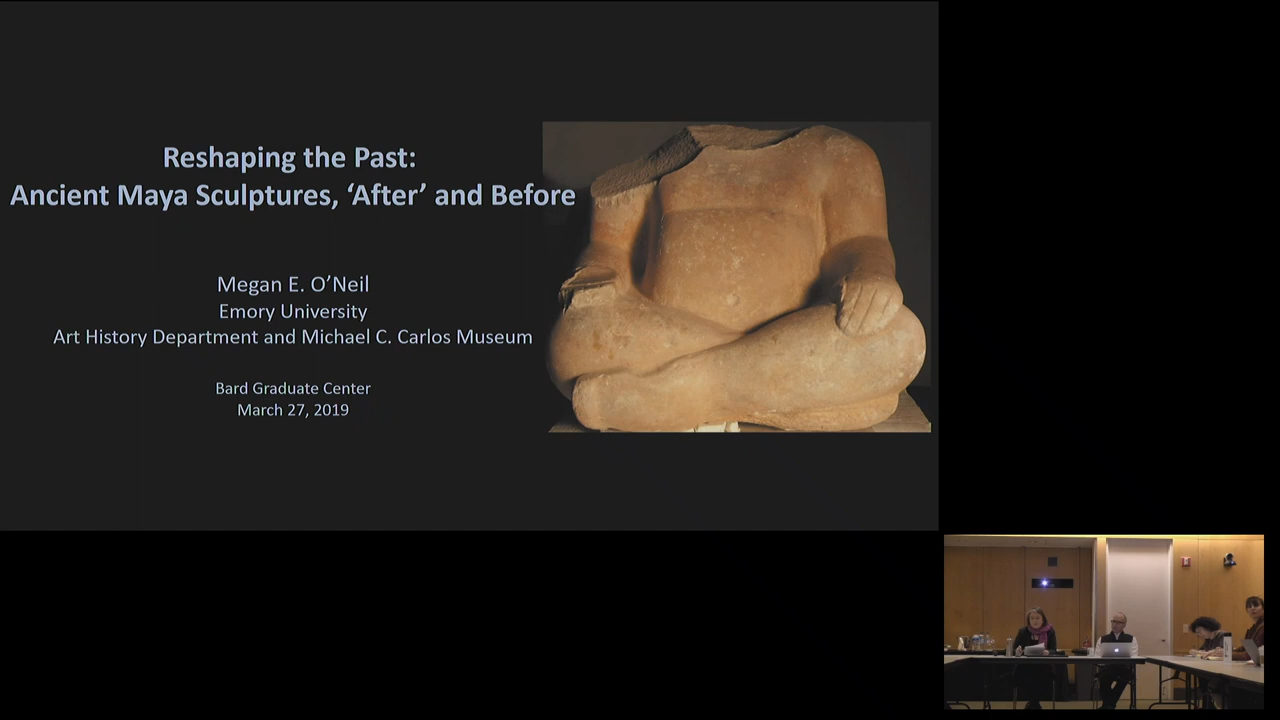 Reshaping the Past:
Ancient Maya Sculptures, ‘After’ and Before
Megan E. O’Neil
Emory University
Art History Department and Michael C. Carlos Museum
Bard Graduate Center
March 27, 2019